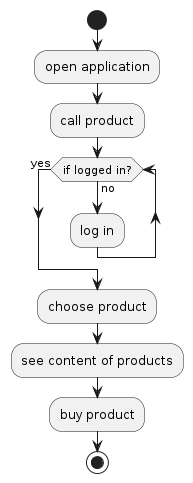 open application
call product
if logged in?
yes
no
log in
choose product
see content of products
buy product